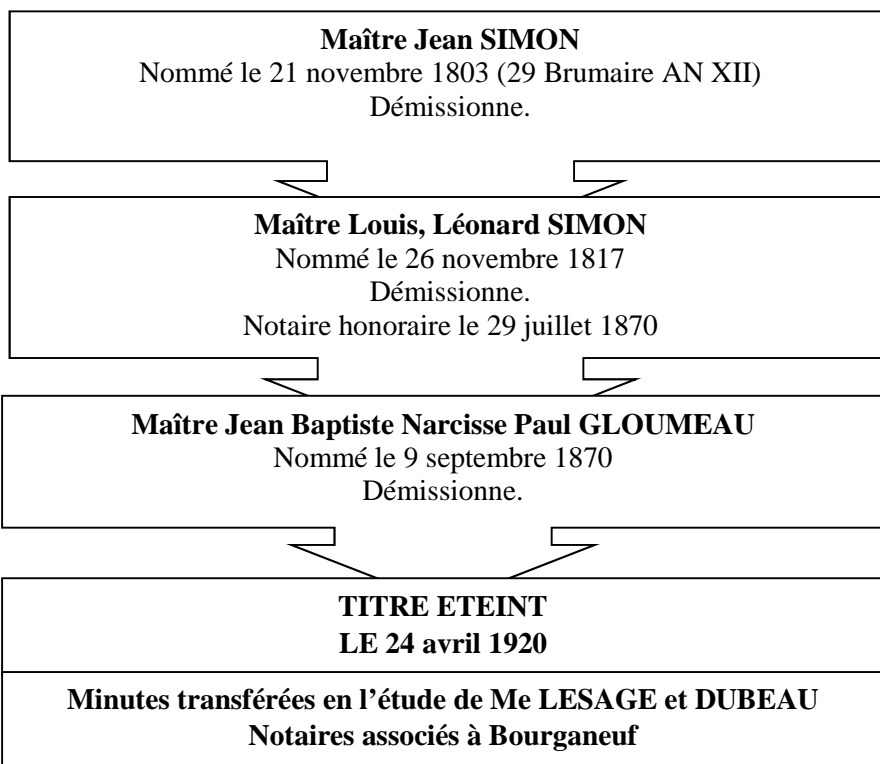 Maître Jean SIMON
Nommé le 21 novembre 1803 (29 Brumaire AN XII)
Démissionne.
Maître Louis, Léonard SIMON
Nommé le 26 novembre 1817
Démissionne.
Notaire honoraire le 29 juillet 1870
Maître Jean Baptiste Narcisse Paul GLOUMEAU
Nommé le 9 septembre 1870
Démissionne.
TITRE ETEINT
LE 24 avril 1920
Minutes transférées en l’étude de Me LESAGE et DUBEAU
Notaires associés à Bourganeuf